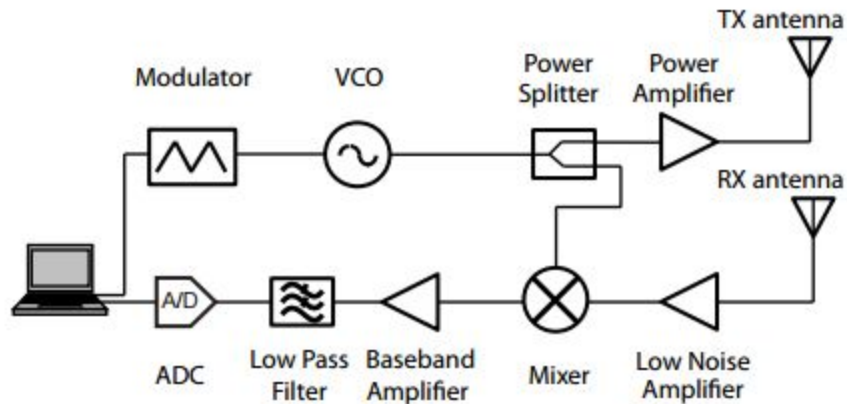 TX antenna
Modulator
VCO
Power
Splitter
Power
Amplifier
RX antenna
A/D
ADC
Low Pass
Filter
Baseband
Amplifier
Mixer
Low Noise
Amplifier